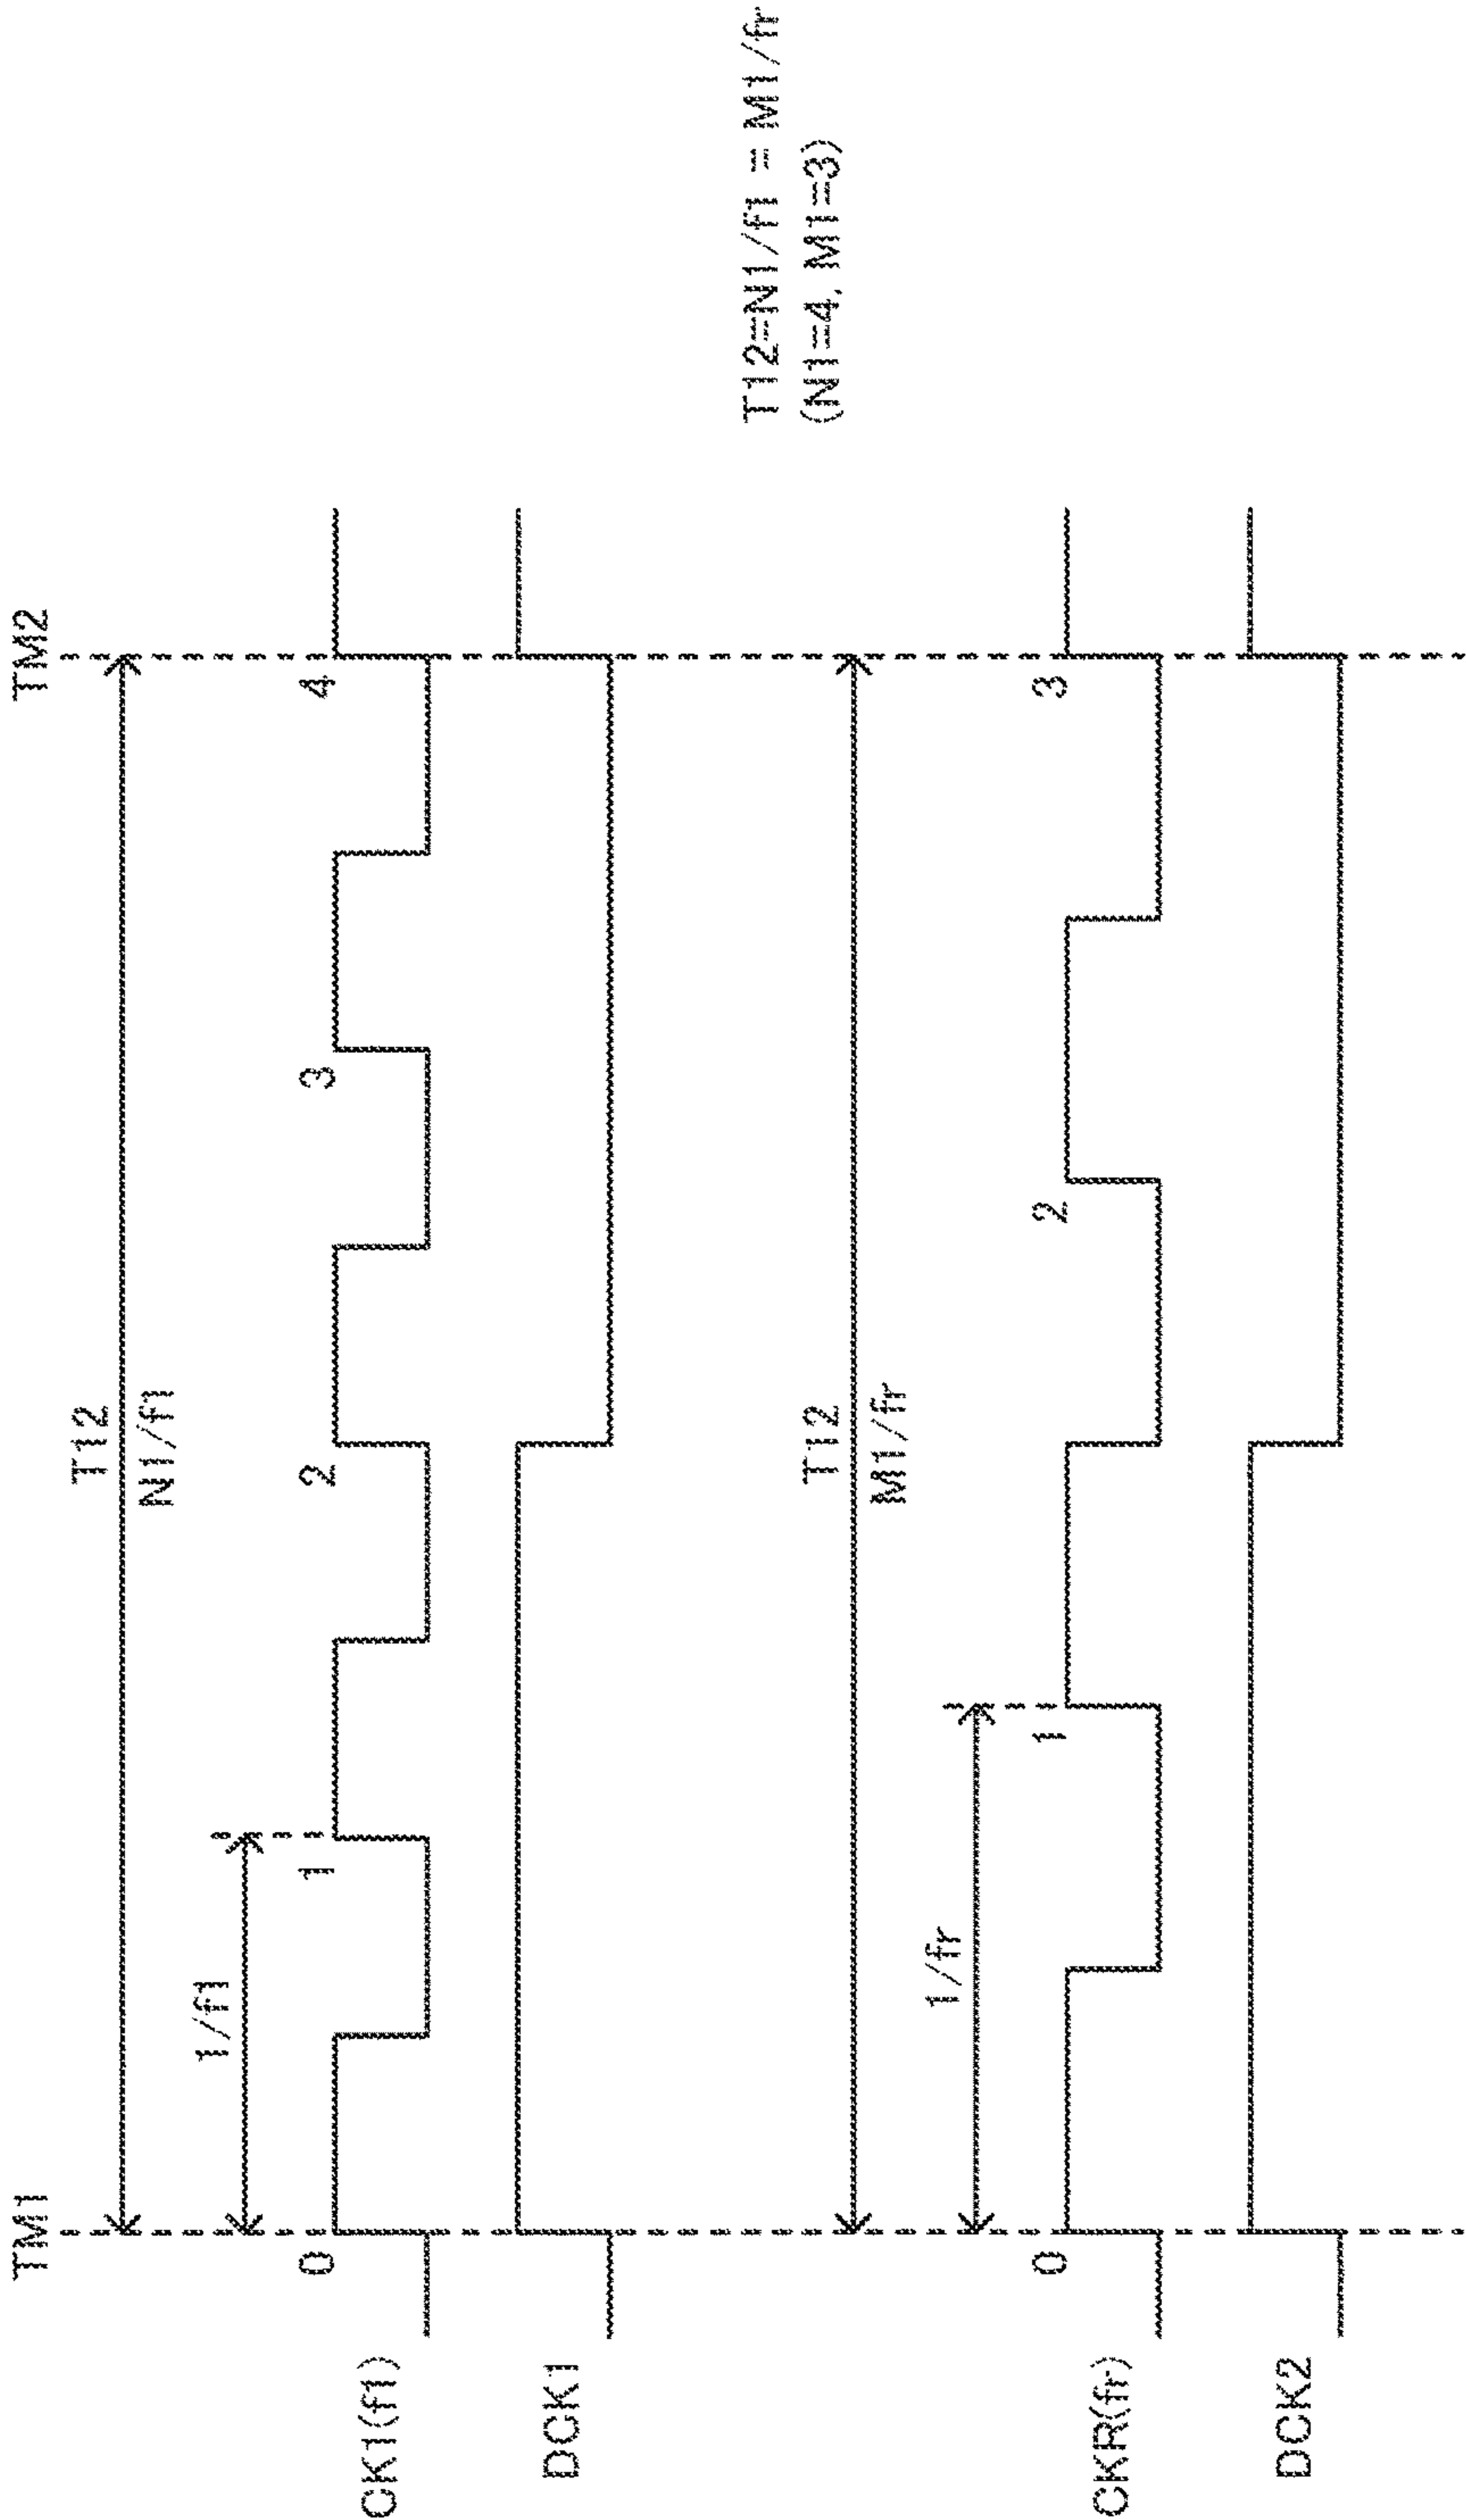 TM1
TM2
T12
N1/f1
1/f1
0
1
2
3
4
CK1(f1)
DCK1
T12
M1/fr
T12=N1/f1 = M1/fr
(N1=4, M1=3)
1/fr
0
1
2
3
CKR(fr)
DCK2